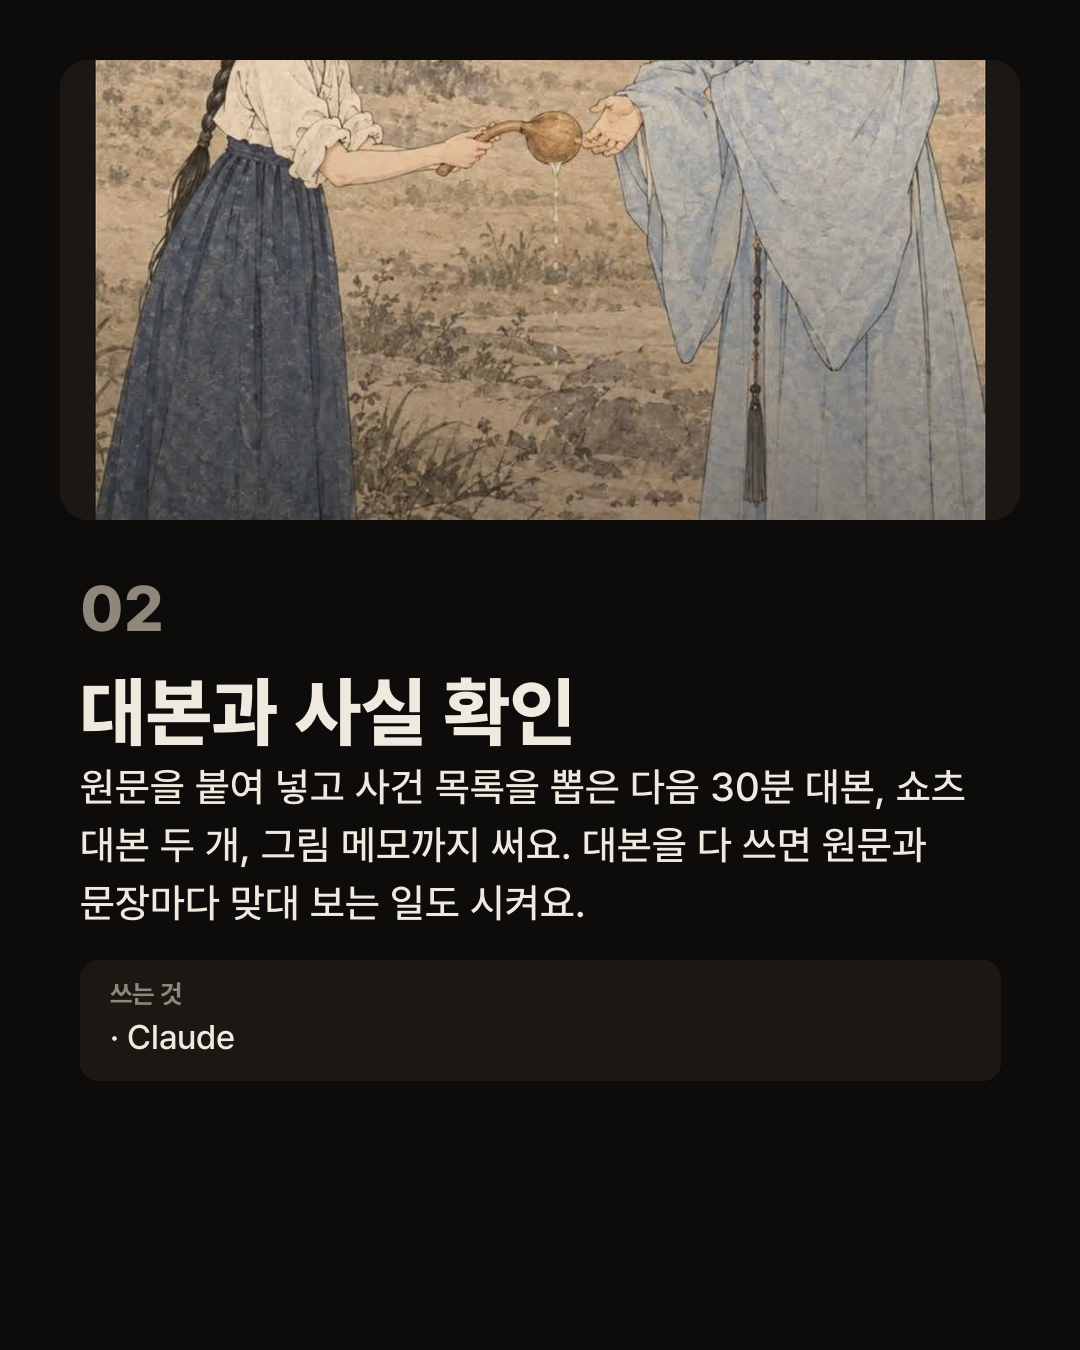 02
대본과 사실 확인
원문을 붙여 넣고 사건 목록을 뽑은 다음 30분 대본, 쇼츠
대본 두 개, 그림 메모까지 써요. 대본을 다 쓰면 원문과
문장마다 맞대 보는 일도 시켜요.
쓰는 것
· Claude